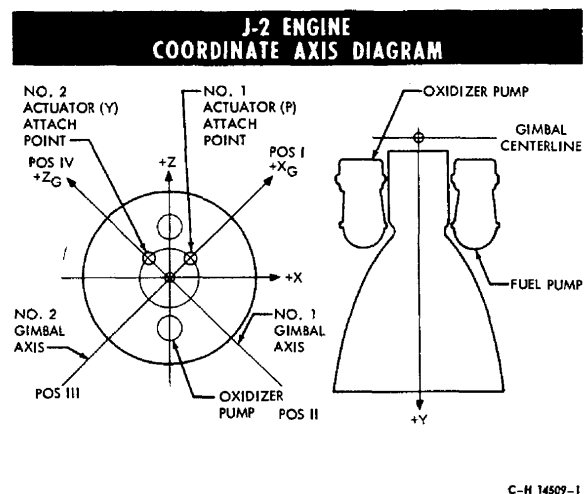 J-2 ENGINE
COORDINATE AXIS DIAGRAM
NO. 2
ACTUATOR (Y)
ATTACH
POINT
NO. 1
ACTUATOR (P)
ATTACH
POINT
POS IV
+Z_G
+Z
POS I
+X_G
+X
NO. 2
GIMBAL
AXIS
NO. 1
GIMBAL
AXIS
POS III
OXIDIZER
PUMP
POS II
OXIDIZER PUMP
GIMBAL
CENTERLINE
FUEL PUMP
+Y
C-H 14509-1